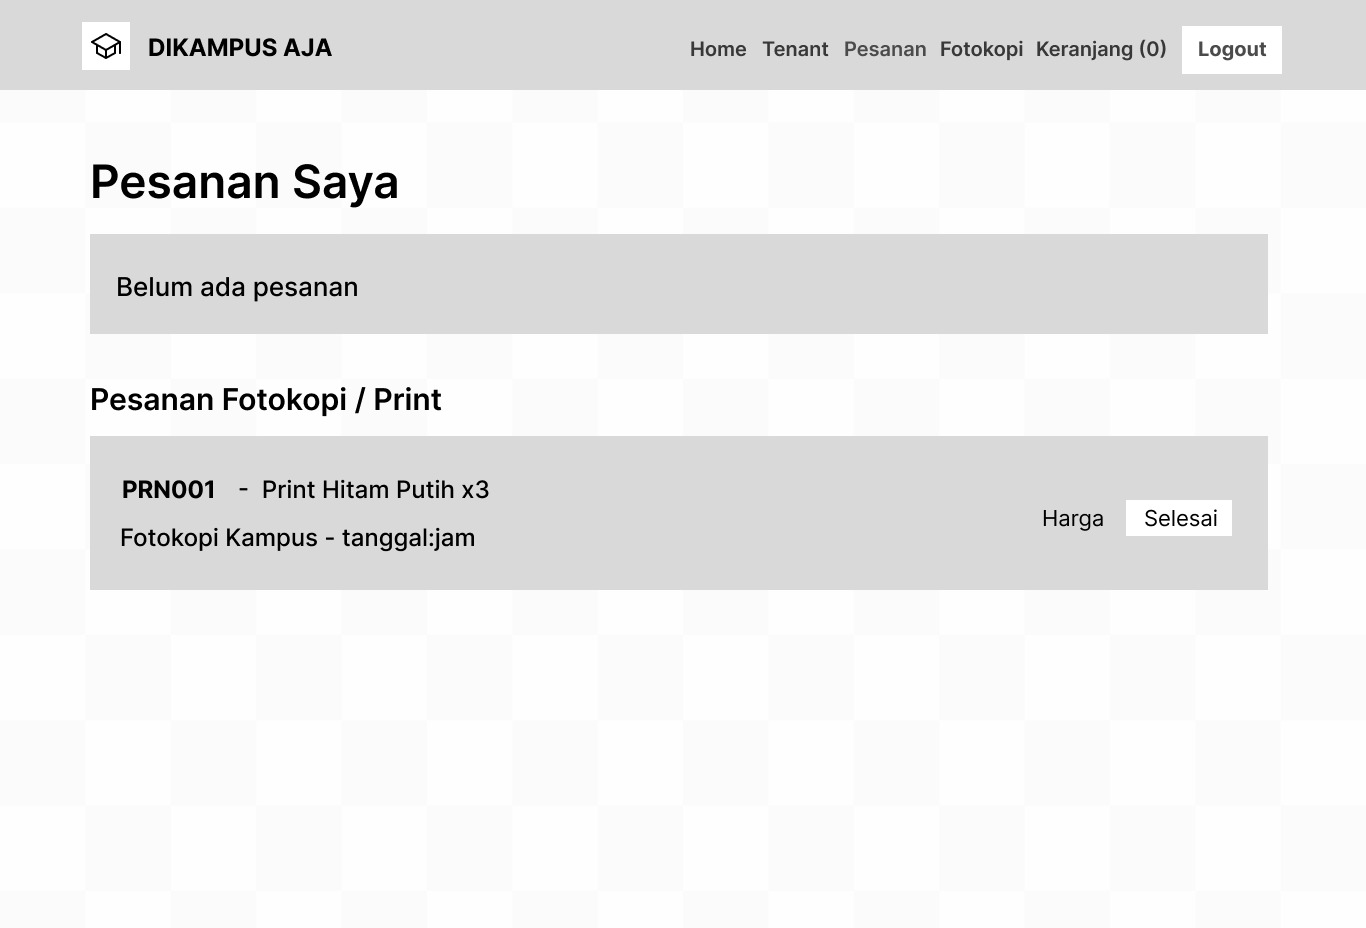 DIKAMPUS AJA
Home Tenant Pesanan Fotokopi Keranjang (0) Logout
Pesanan Saya
Belum ada pesanan
Pesanan Fotokopi / Print
PRN001 - Print Hitam Putih x3
Fotokopi Kampus - tanggal:jam
Harga Selesai